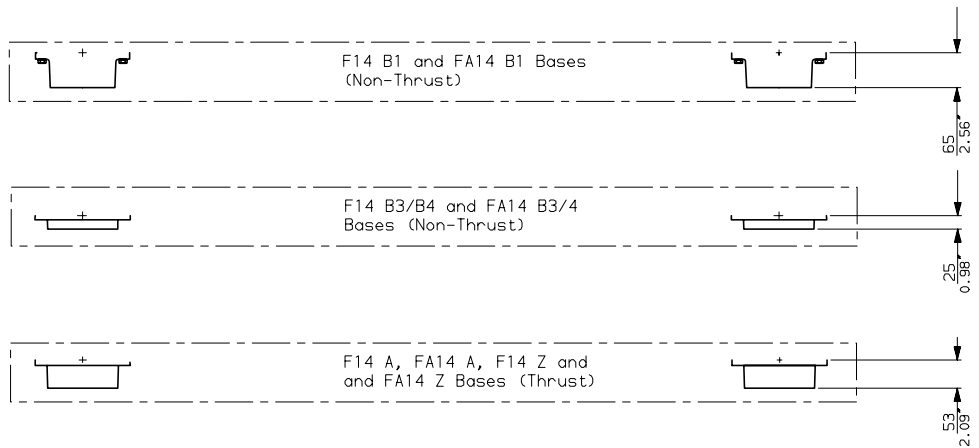 F14 B1 and FA14 B1 Bases
(Non-Thrust)
65
2.56"
F14 B3/B4 and FA14 B3/4
Bases (Non-Thrust)
25
0.98"
F14 A, FA14 A, F14 Z and
and FA14 Z Bases (Thrust)
53
2.09"